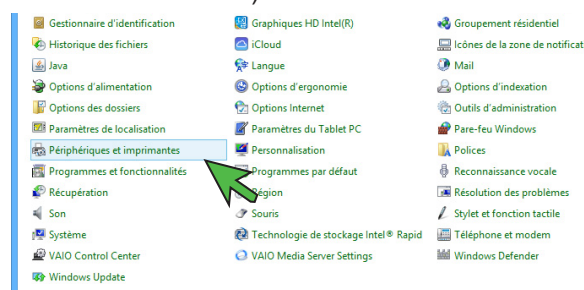 Gestionnaire d'identification
Graphiques HD Intel(R)
Groupement résidentiel
Historique des fichiers
iCloud
Icônes de la zone de notificat
Java
Langue
Mail
Options d'alimentation
Options d'ergonomie
Options d'indexation
Options des dossiers
Options Internet
Outils d'administration
Paramètres de localisation
Paramètres du Tablet PC
Pare-feu Windows
Périphériques et imprimantes
Personnalisation
Polices
Programmes et fonctionnalités
Programmes par défaut
Reconnaissance vocale
Récupération
Région
Résolution des problèmes
Son
Souris
Stylet et fonction tactile
Système
Technologie de stockage Intel® Rapid
Téléphone et modem
VAIO Control Center
VAIO Media Server Settings
Windows Defender
Windows Update